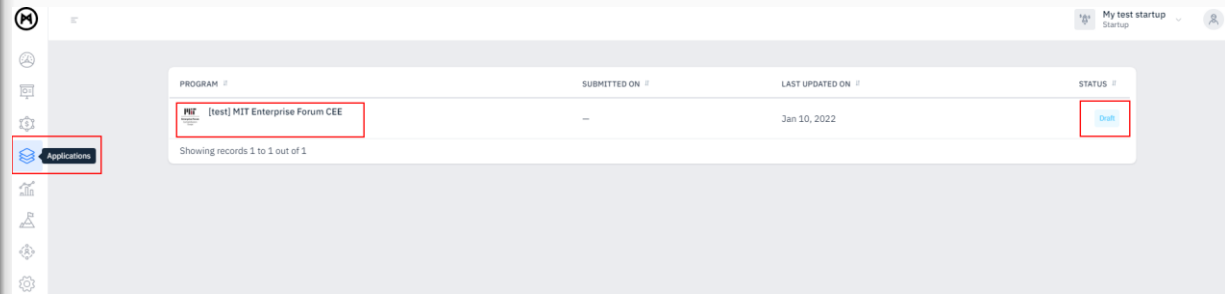 My test startup
Startup
PROGRAM SUBMITTED ON LAST UPDATED ON STATUS
MIT [test] MIT Enterprise Forum CEE — Jan 10, 2022 Draft
Showing records 1 to 1 out of 1
Applications